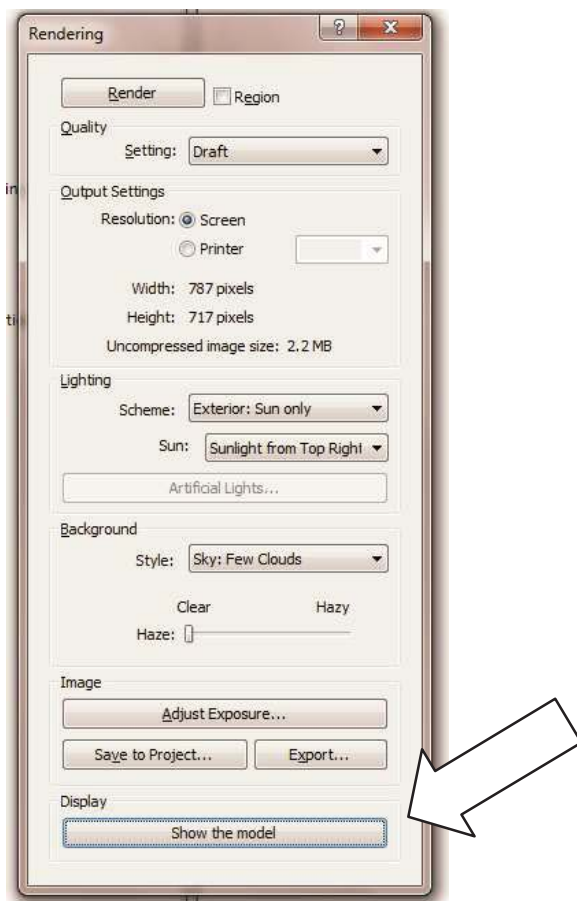 Rendering
?
Render
Region
Quality
Setting: Draft
in
Output Settings
Resolution: Screen
Printer
Width: 787 pixels
Height: 717 pixels
Uncompressed image size: 2.2 MB
Lighting
Scheme: Exterior: Sun only
Sun: Sunlight from Top Right
Artificial Lights...
Background
Style: Sky: Few Clouds
Clear Hazy
Haze:
Image
Adjust Exposure...
Save to Project... Export...
Display
Show the model